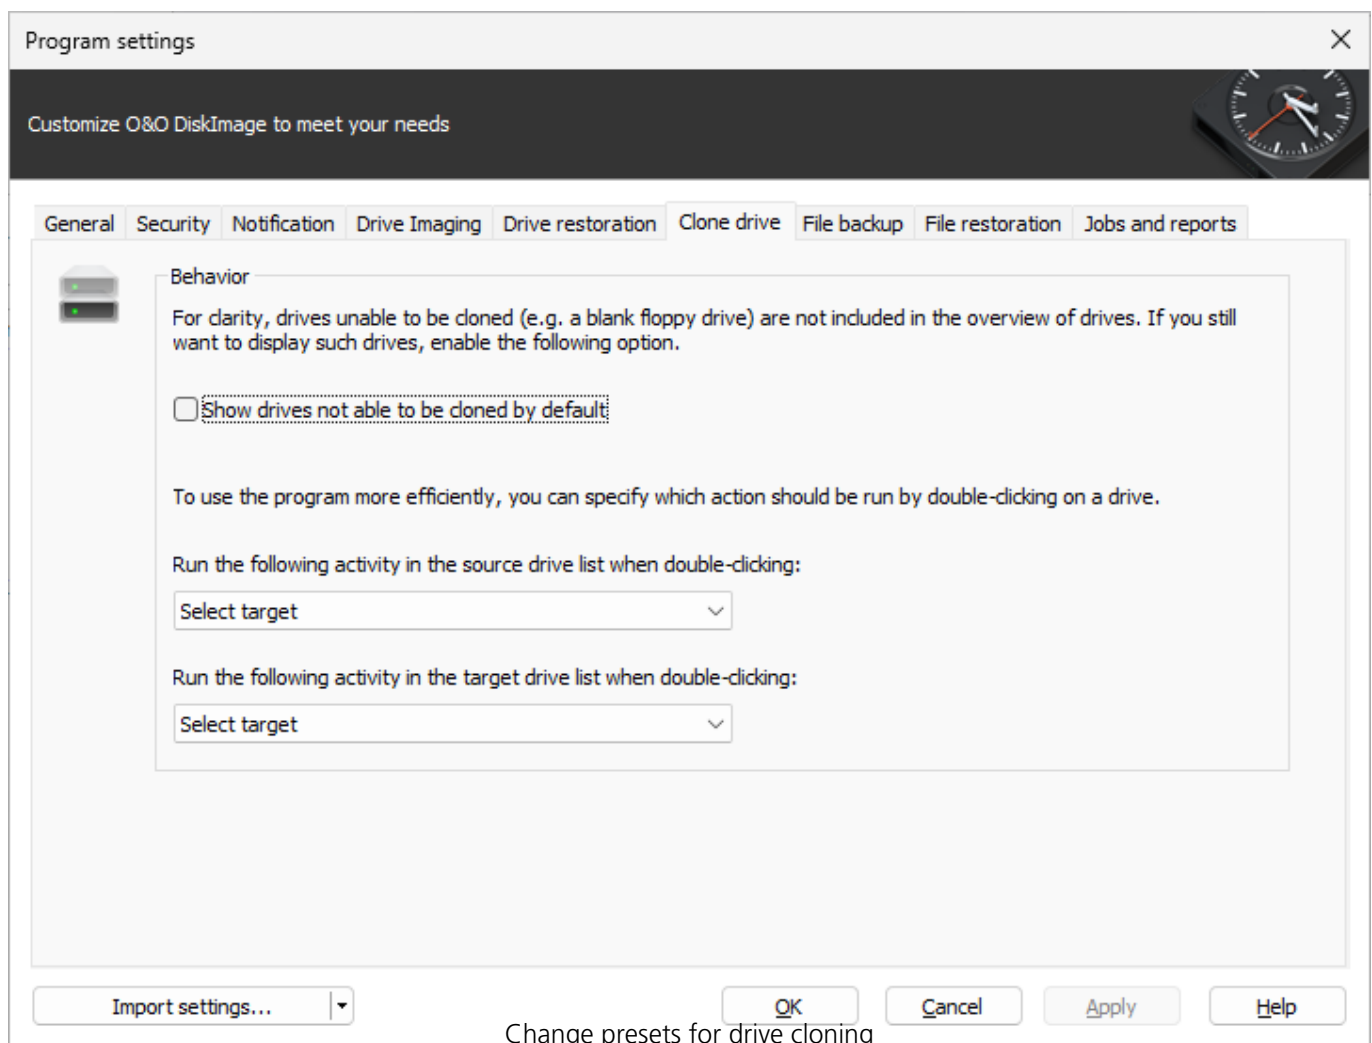 Program settings
Customize O&O DiskImage to meet your needs
General Security Notification Drive Imaging Drive restoration Clone drive File backup File restoration Jobs and reports
Behavior
For clarity, drives unable to be cloned (e.g. a blank floppy drive) are not included in the overview of drives. If you still
want to display such drives, enable the following option.
Show drives not able to be cloned by default
To use the program more efficiently, you can specify which action should be run by double-clicking on a drive.
Run the following activity in the source drive list when double-clicking:
Select target
Run the following activity in the target drive list when double-clicking:
Select target
Import settings... OK Cancel Apply Help
Change presets for drive cloning